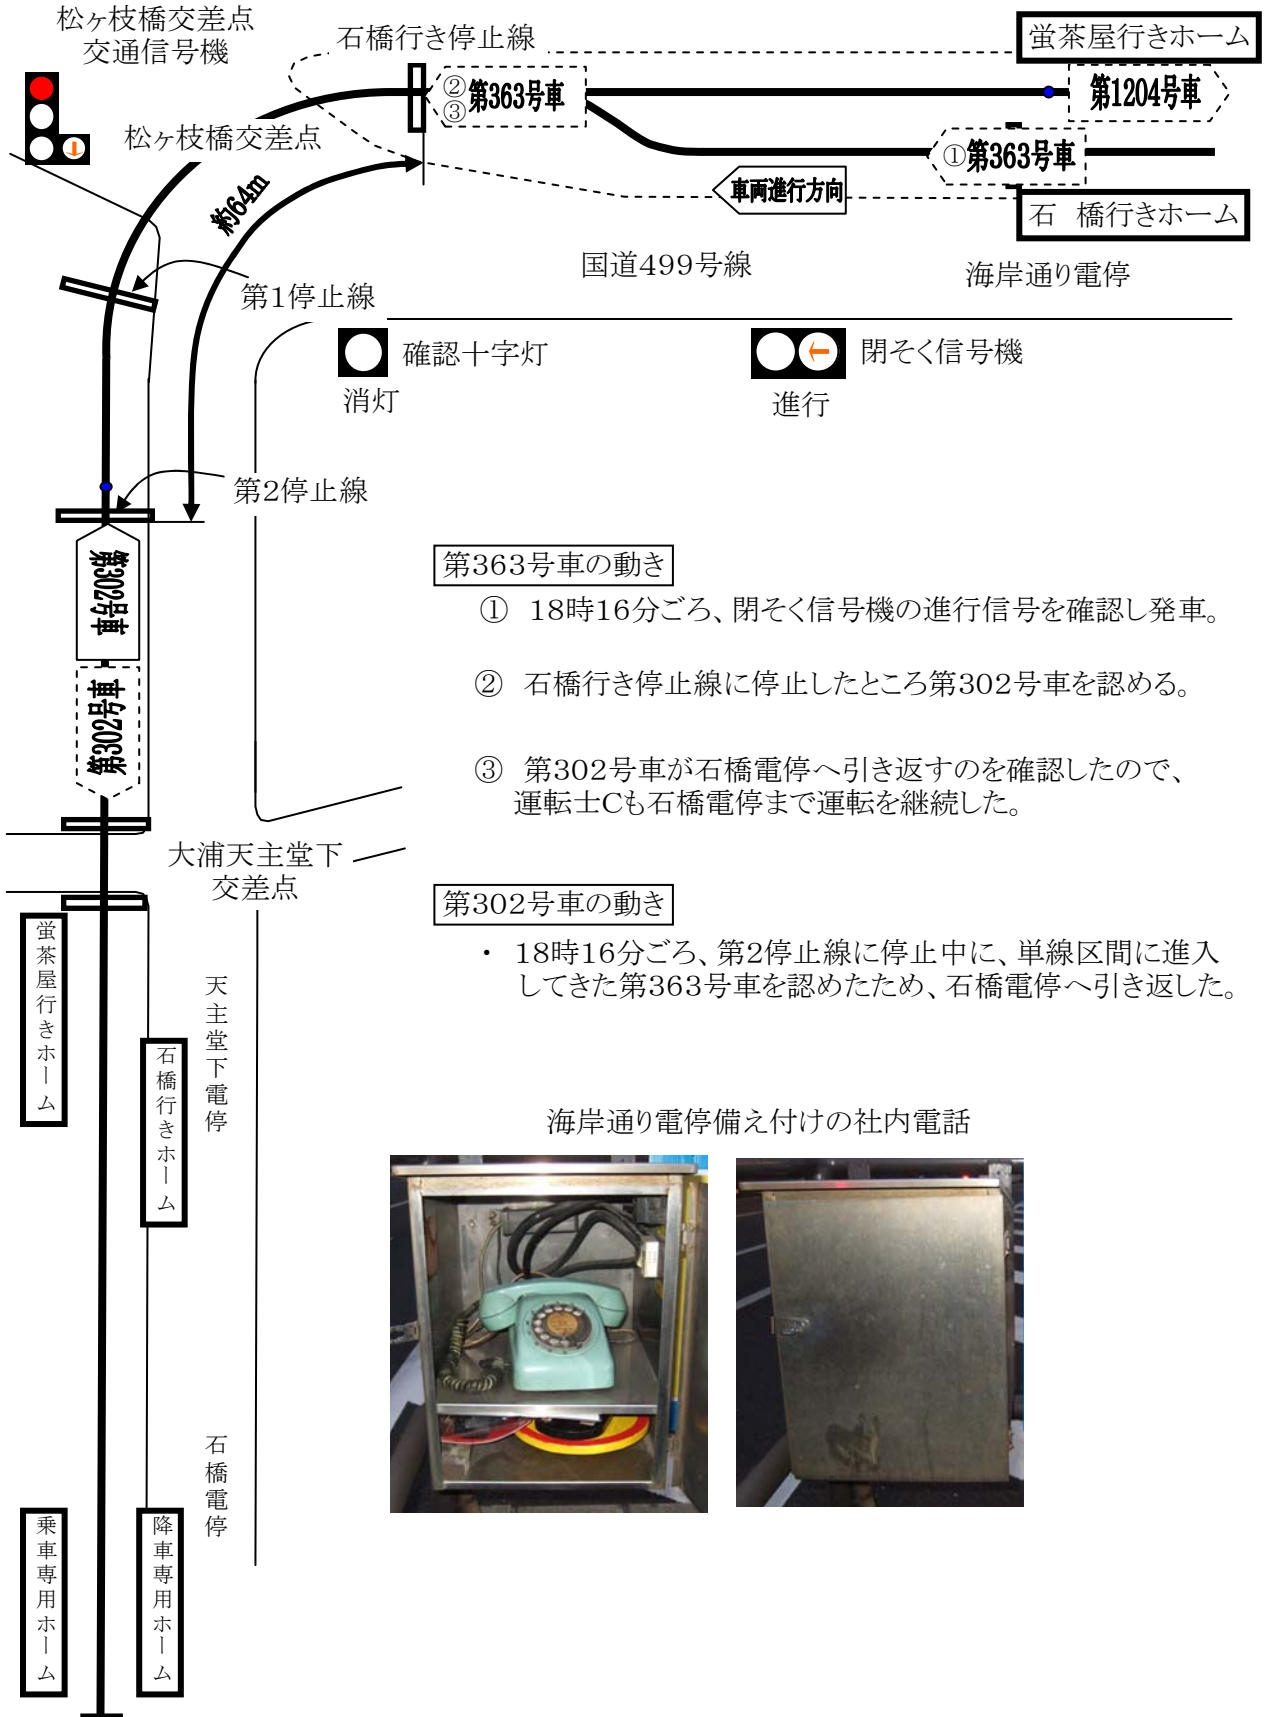 松ヶ枝橋交差点
交通信号機
石橋行き停止線
蛍茶屋行きホーム
②
③
第363号車
第1204号車
松ヶ枝橋交差点
①第363号車
約64m
車両進行方向
石　橋行きホーム
国道499号線
海岸通り電停
第1停止線
確認十字灯
消灯
閉そく信号機
進行
第2停止線
第302号車
第302号車
第363号車の動き
①　18時16分ごろ、閉そく信号機の進行信号を確認し発車。
②　石橋行き停止線に停止したところ第302号車を認める。
③　第302号車が石橋電停へ引き返すのを確認したので、
運転士Cも石橋電停まで運転を継続した。
大浦天主堂下
交差点
第302号車の動き
・　18時16分ごろ、第2停止線に停止中に、単線区間に進入
してきた第363号車を認めたため、石橋電停へ引き返した。
蛍茶屋行きホーム
天主堂下電停
石橋行きホーム
海岸通り電停備え付けの社内電話
石橋電停
乗車専用ホーム
降車専用ホーム